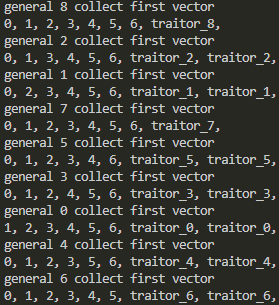 general 8 collect first vector
0, 1, 2, 3, 4, 5, 6, traitor_8,
general 2 collect first vector
0, 1, 3, 4, 5, 6, traitor_2, traitor_2,
general 1 collect first vector
0, 2, 3, 4, 5, 6, traitor_1, traitor_1,
general 7 collect first vector
0, 1, 2, 3, 4, 5, 6, traitor_7,
general 5 collect first vector
0, 1, 2, 3, 4, 6, traitor_5, traitor_5,
general 3 collect first vector
0, 1, 2, 4, 5, 6, traitor_3, traitor_3,
general 0 collect first vector
1, 2, 3, 4, 5, 6, traitor_0, traitor_0,
general 4 collect first vector
0, 1, 2, 3, 5, 6, traitor_4, traitor_4,
general 6 collect first vector
0, 1, 2, 3, 4, 5, traitor_6, traitor_6,